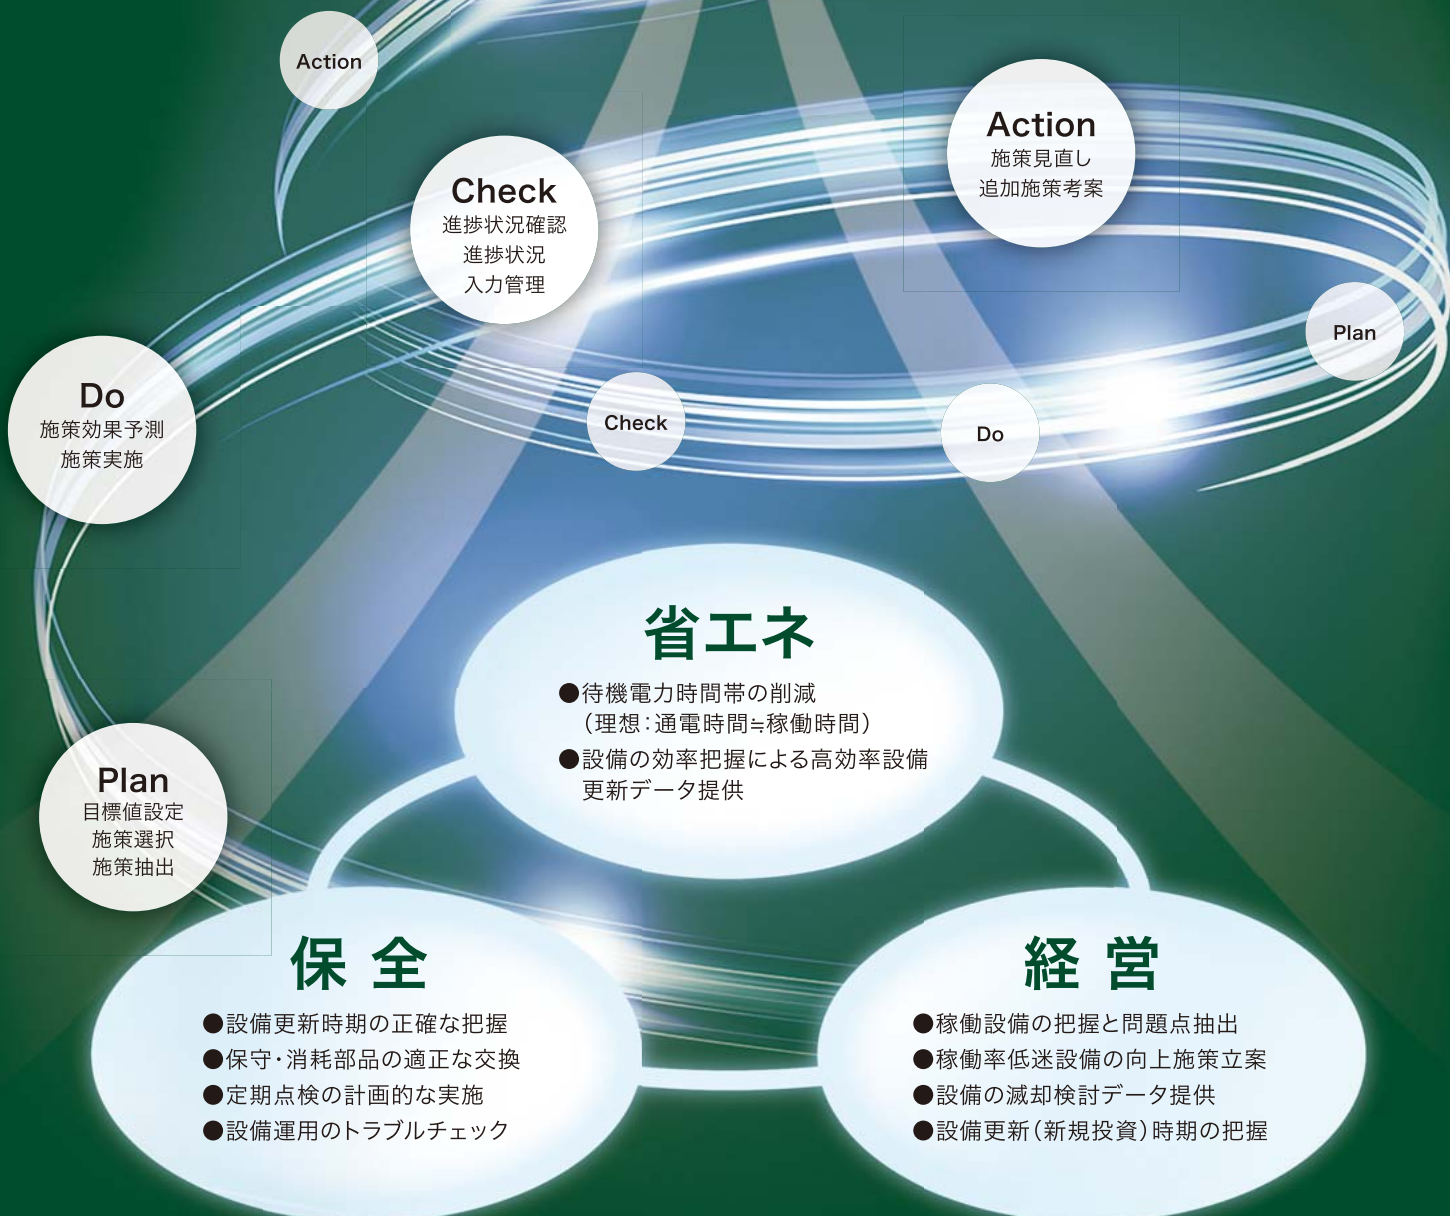 Action
Action
施策見直し
追加施策考案
Check
進捗状況確認
進捗状況
入力管理
Plan
Do
施策効果予測
施策実施
Check
Do
省エネ
●待機電力時間帯の削減
（理想：通電時間≒稼働時間）
●設備の効率把握による高効率設備
更新データ提供
Plan
目標値設定
施策選択
施策抽出
保 全
●設備更新時期の正確な把握
●保守・消耗部品の適正な交換
●定期点検の計画的な実施
●設備運用のトラブルチェック
経 営
●稼働設備の把握と問題点抽出
●稼働率低迷設備の向上施策立案
●設備の滅却検討データ提供
●設備更新（新規投資）時期の把握